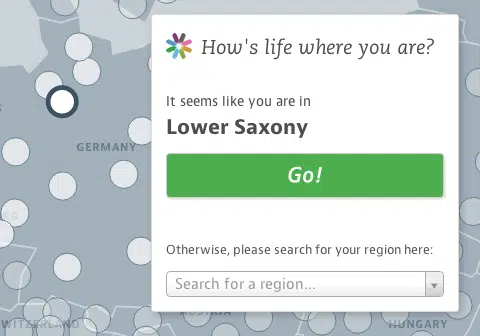 How's life where you are?
It seems like you are in
Lower Saxony
GERMANY
Go!
Otherwise, please search for your region here:
Search for a region...
AUSTRIA
HUNGARY